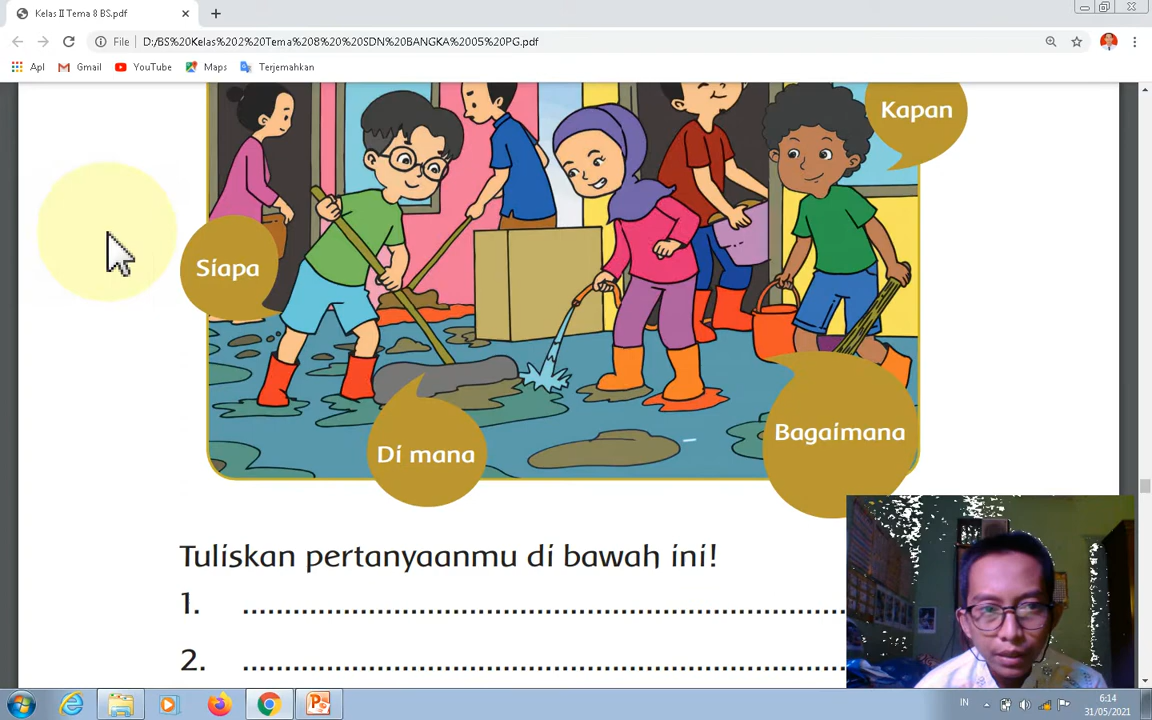 Kelas II Tema 8 BS.pdf
File D:/BS%20Kelas%202%20Tema%208%20%20SDN%20BANGKA%2005%20PG.pdf
Apl Gmail YouTube Maps Terjemahkan
Kapan
Siapa
Di mana
Bagaimana
Tuliskan pertanyaanmu di bawah ini!
1. ......................................................................
2. ......................................................................
IN 6:14
31/05/2021